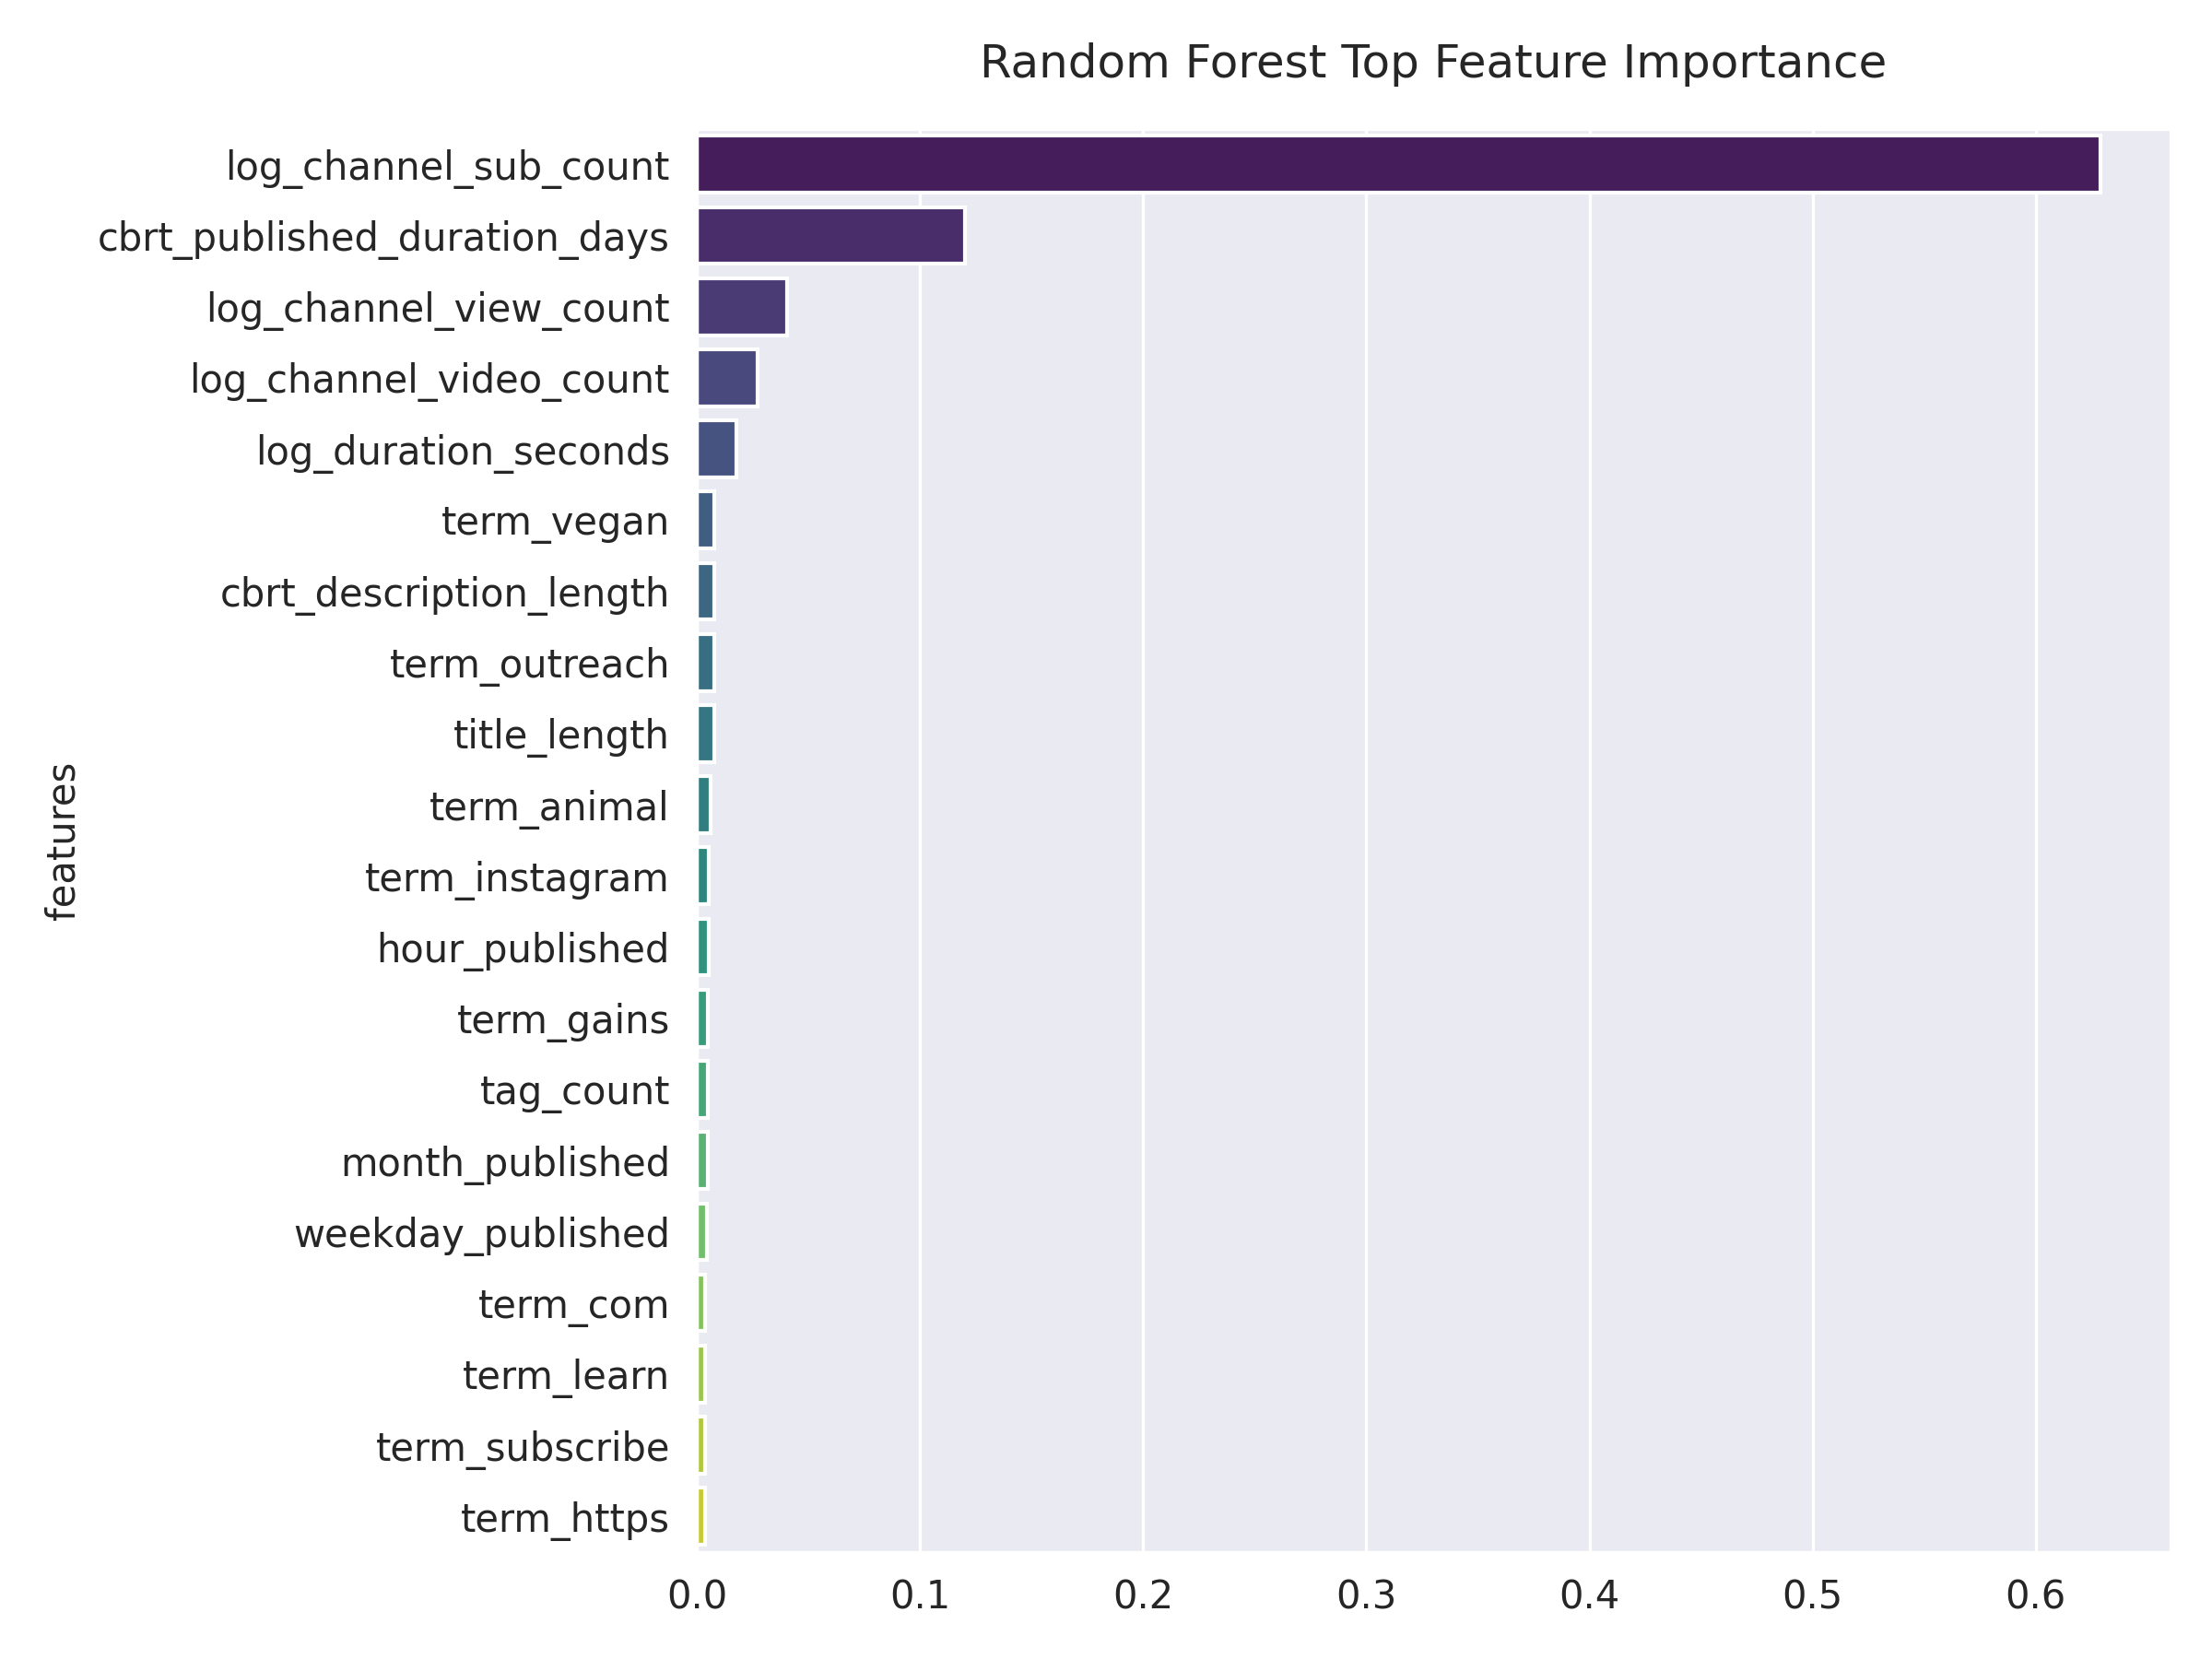 Random Forest Top Feature Importance
log_channel_sub_count
cbrt_published_duration_days
log_channel_view_count
log_channel_video_count
log_duration_seconds
term_vegan
cbrt_description_length
term_outreach
title_length
term_animal
term_instagram
hour_published
term_gains
tag_count
month_published
weekday_published
term_com
term_learn
term_subscribe
term_https
features
0.0 0.1 0.2 0.3 0.4 0.5 0.6